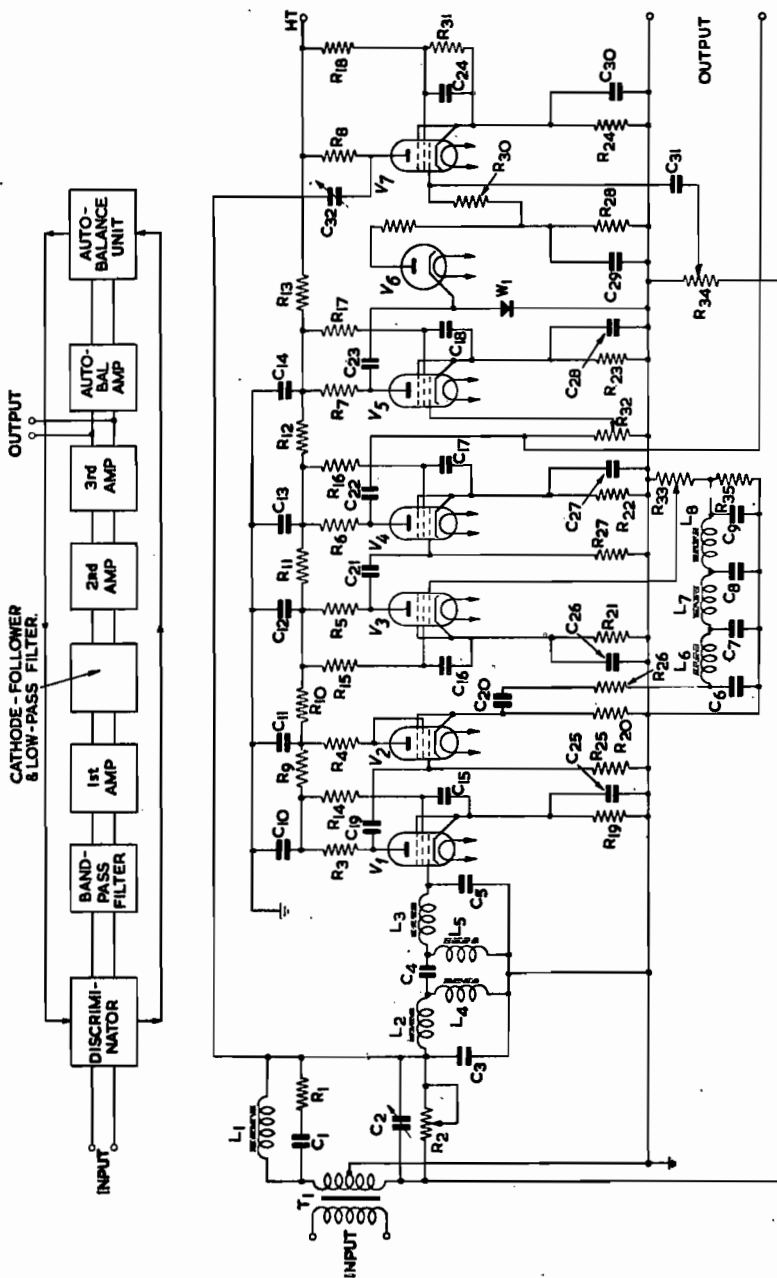 INPUT
DISCRIMI-
NATOR
BAND-
PASS
FILTER
1st
AMP
CATHODE-FOLLOWER
& LOW-PASS FILTER.
2nd
AMP
3rd
AMP
OUTPUT
AUTO-
BAL
AMP
AUTO-
BALANCE
UNIT
INPUT
T1
L1
C1
R1
C2
R2
C3
L2
L4
C4
L5
L3
C5
C10
R3
V1
R14
C19
C15
R19
C25
R25
R9
C11
R4
V2
R20
C20
R26
R10
R15
C16
C26
R21
C12
R5
V3
C21
R27
R11
C13
R6
V4
R16
C22
C17
R22
C27
R32
R12
C14
R7
V5
R17
C23
C18
R23
C28
R13
V6
W1
C29
R28
R30
C32
R8
V7
R18
C24
R31
R24
C30
C31
R34
HT
OUTPUT
C6
L6
C7
L7
C8
L8
C9
R35
R33